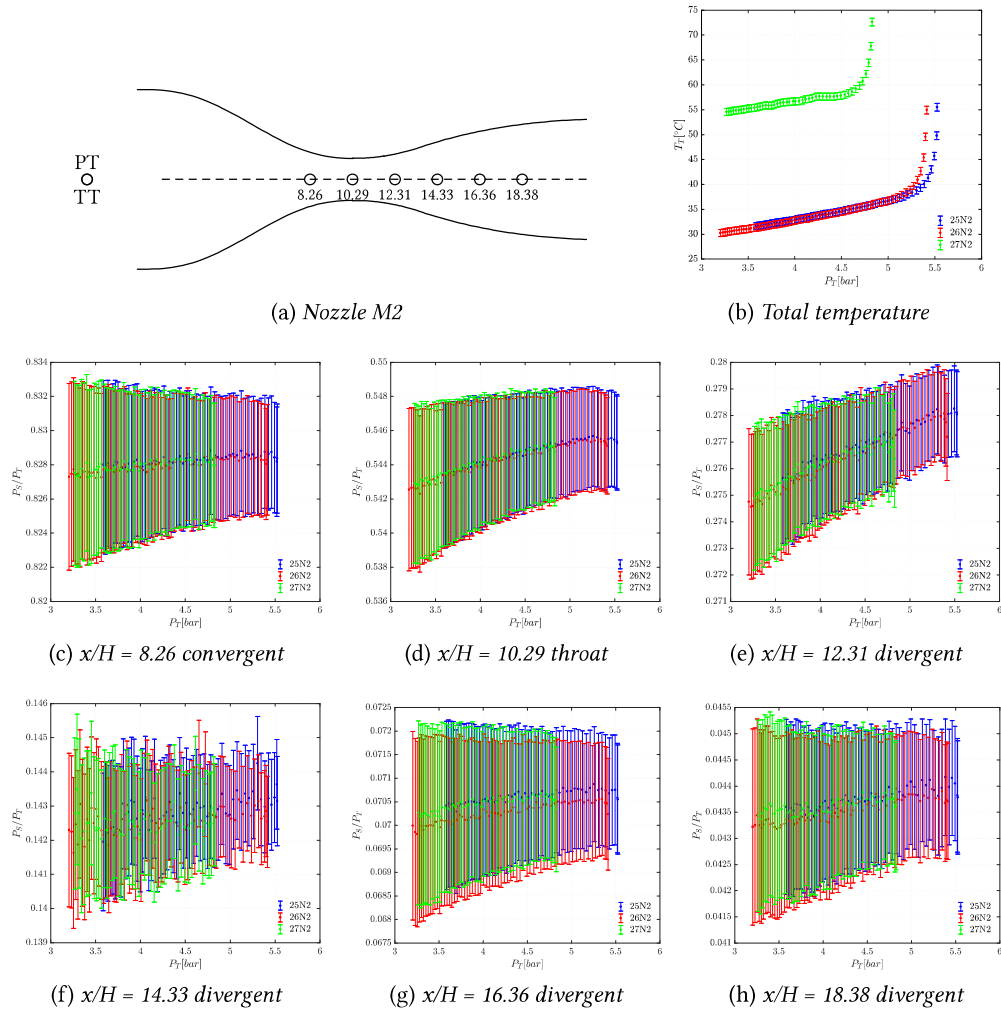 PT
TT
8.26 10.29 12.31 14.33 16.36 18.38
(a) Nozzle M2
75
70
65
60
55
50
45
40
35
30
25
T_T[°C]
3 3.5 4 4.5 5 5.5 6
P_T[bar]
25N2
26N2
27N2
(b) Total temperature
0.834
0.832
0.83
0.828
0.826
0.824
0.822
0.82
P_S/P_T
3 3.5 4 4.5 5 5.5 6
P_T[bar]
25N2
26N2
27N2
(c) x/H = 8.26 convergent
0.55
0.548
0.546
0.544
0.542
0.54
0.538
0.536
P_S/P_T
3 3.5 4 4.5 5 5.5 6
P_T[bar]
25N2
26N2
27N2
(d) x/H = 10.29 throat
0.28
0.279
0.278
0.277
0.276
0.275
0.274
0.273
0.272
0.271
P_S/P_T
3 3.5 4 4.5 5 5.5 6
P_T[bar]
25N2
26N2
27N2
(e) x/H = 12.31 divergent
0.146
0.145
0.144
0.143
0.142
0.141
0.14
0.139
P_S/P_T
3 3.5 4 4.5 5 5.5 6
P_T[bar]
25N2
26N2
27N2
(f) x/H = 14.33 divergent
0.0725
0.072
0.0715
0.071
0.0705
0.07
0.0695
0.069
0.0685
0.068
0.0675
P_S/P_T
3 3.5 4 4.5 5 5.5 6
P_T[bar]
25N2
26N2
27N2
(g) x/H = 16.36 divergent
0.0455
0.045
0.0445
0.044
0.0435
0.043
0.0425
0.042
0.0415
0.041
P_S/P_T
3 3.5 4 4.5 5 5.5 6
P_T[bar]
25N2
26N2
27N2
(h) x/H = 18.38 divergent